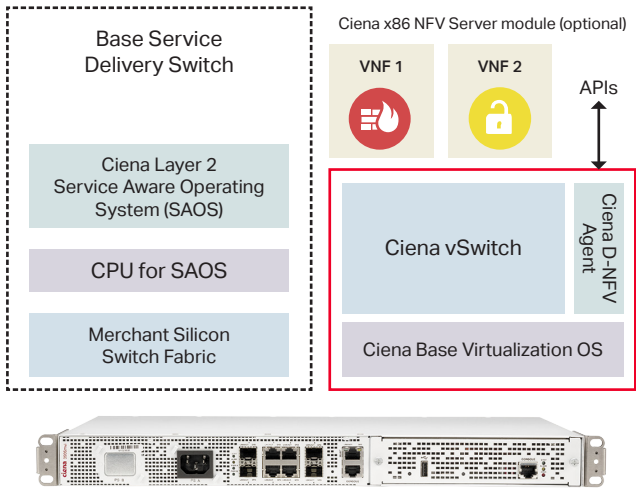 Base Service
Delivery Switch
Ciena Layer 2
Service Aware Operating
System (SAOS)
CPU for SAOS
Merchant Silicon
Switch Fabric
Ciena x86 NFV Server module (optional)
VNF 1
VNF 2
APIs
Ciena vSwitch
Ciena D-NFV
Agent
Ciena Base Virtualization OS
ciena